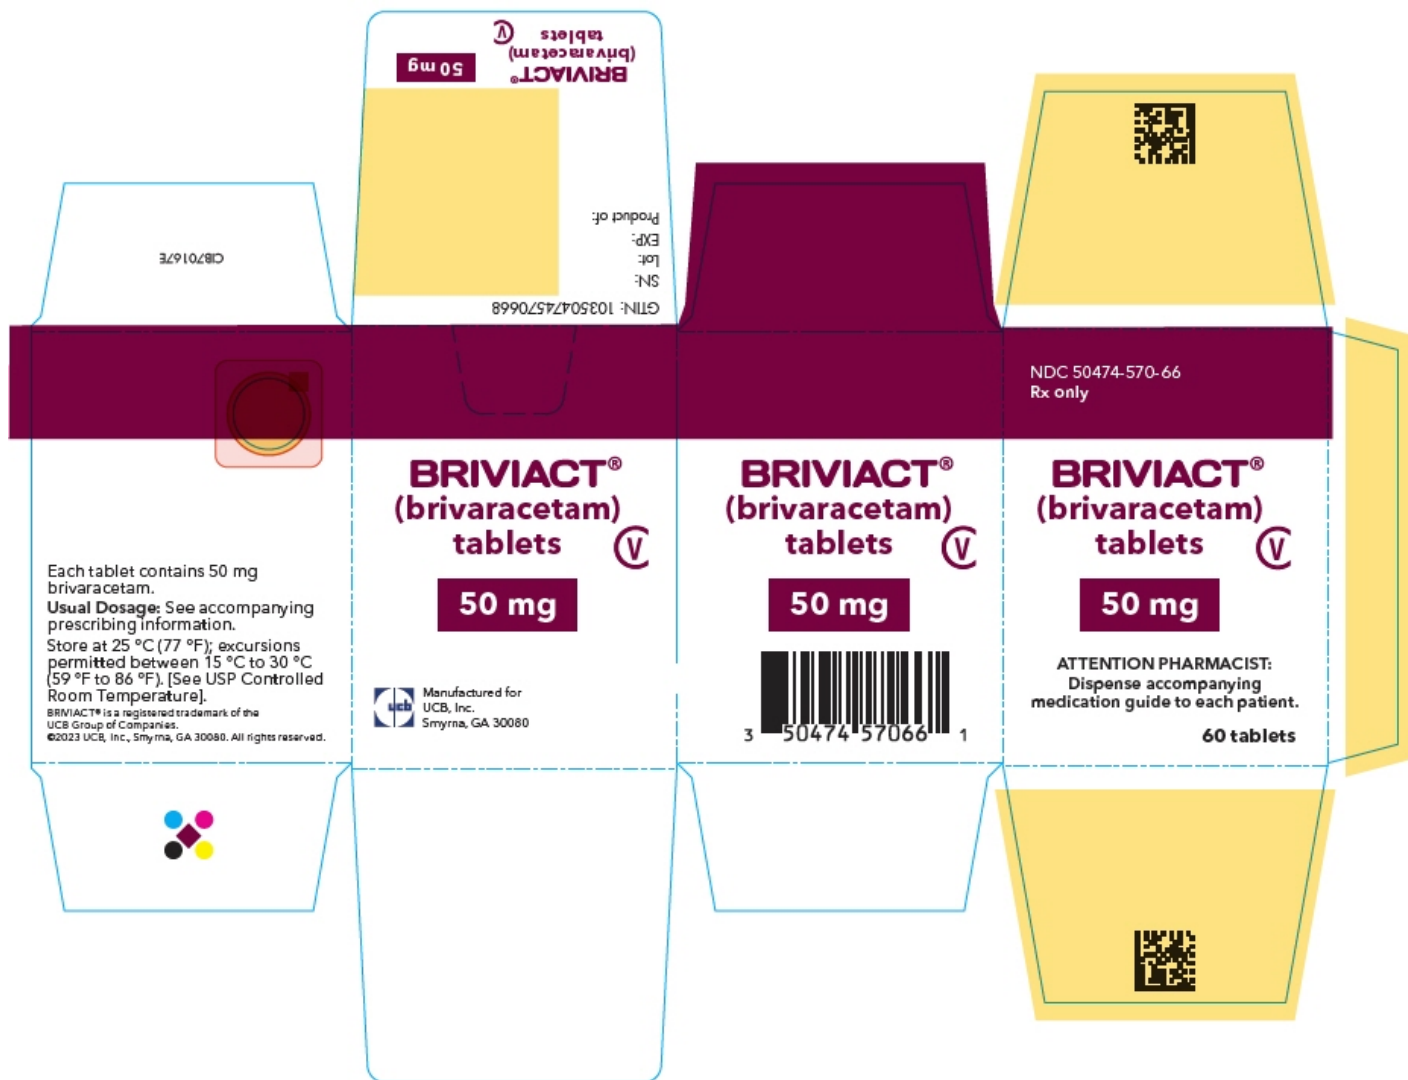 BRIVIACT®
(brivaracetam)
tablets
CV
50 mg
Product of:
EXP:
Lot:
SN:
GTIN: 10350474570668
CIB70167E
Each tablet contains 50 mg
brivaracetam.
Usual Dosage: See accompanying
prescribing information.
Store at 25 °C (77 °F); excursions
permitted between 15 °C to 30 °C
(59 °F to 86 °F). [See USP Controlled
Room Temperature].
BRIVIACT® is a registered trademark of the
UCB Group of Companies.
©2023 UCB, Inc., Smyrna, GA 30080. All rights reserved.
BRIVIACT®
(brivaracetam)
tablets
CV
50 mg
ucb
Manufactured for
UCB, Inc.
Smyrna, GA 30080
BRIVIACT®
(brivaracetam)
tablets
CV
50 mg
3 50474 57066 1
NDC 50474-570-66
Rx only
BRIVIACT®
(brivaracetam)
tablets
CV
50 mg
ATTENTION PHARMACIST:
Dispense accompanying
medication guide to each patient.
60 tablets